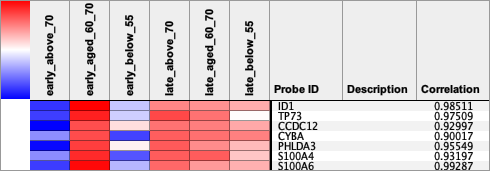 early_above_70
early_aged_60_70
early_below_55
late_above_70
late_aged_60_70
late_below_55
Probe ID Description Correlation
ID1 0.98511
TP73 0.97509
CCDC12 0.92997
CYBA 0.90017
PHLDA3 0.95549
S100A4 0.93197
S100A6 0.99287